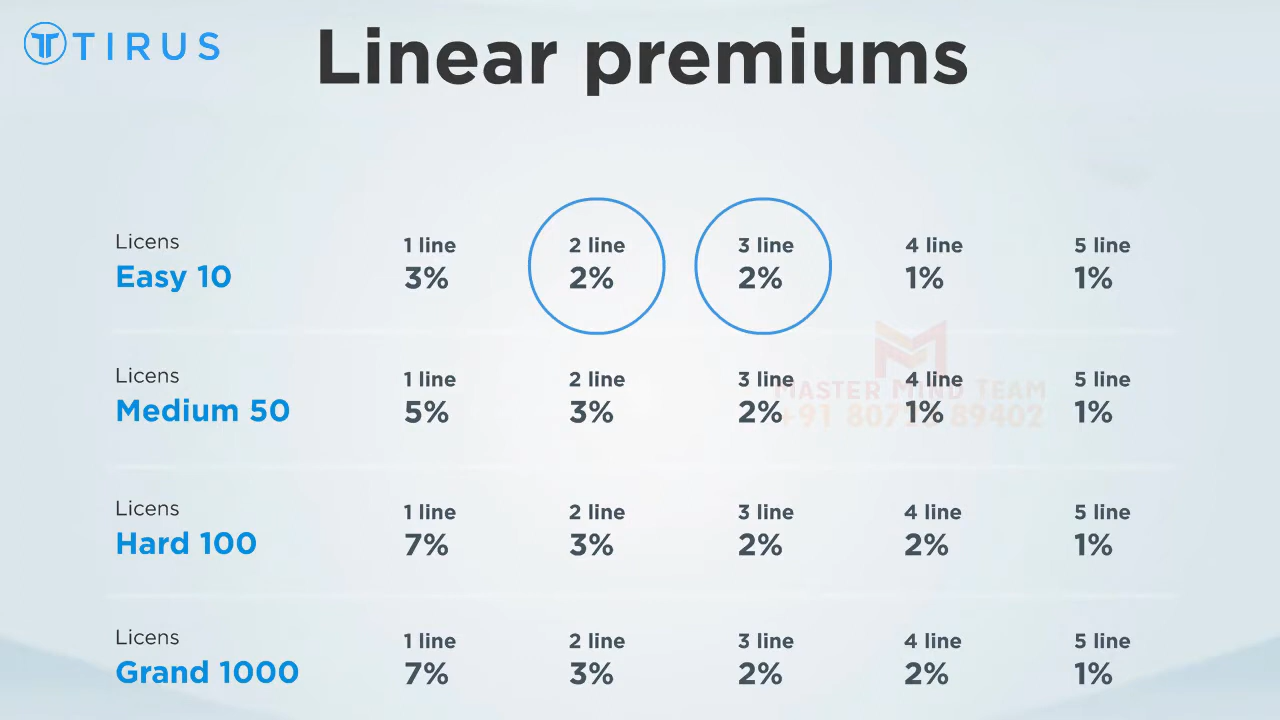 TIRUS
Linear premiums
Licens
Easy 10
1 line
3%
2 line
2%
3 line
2%
4 line
1%
5 line
1%
Licens
Medium 50
1 line
5%
2 line
3%
3 line
2%
4 line
1%
5 line
1%
MASTER MIND TEAM
Licens
Hard 100
1 line
7%
2 line
3%
3 line
2%
4 line
2%
5 line
1%
Licens
Grand 1000
1 line
7%
2 line
3%
3 line
2%
4 line
2%
5 line
1%